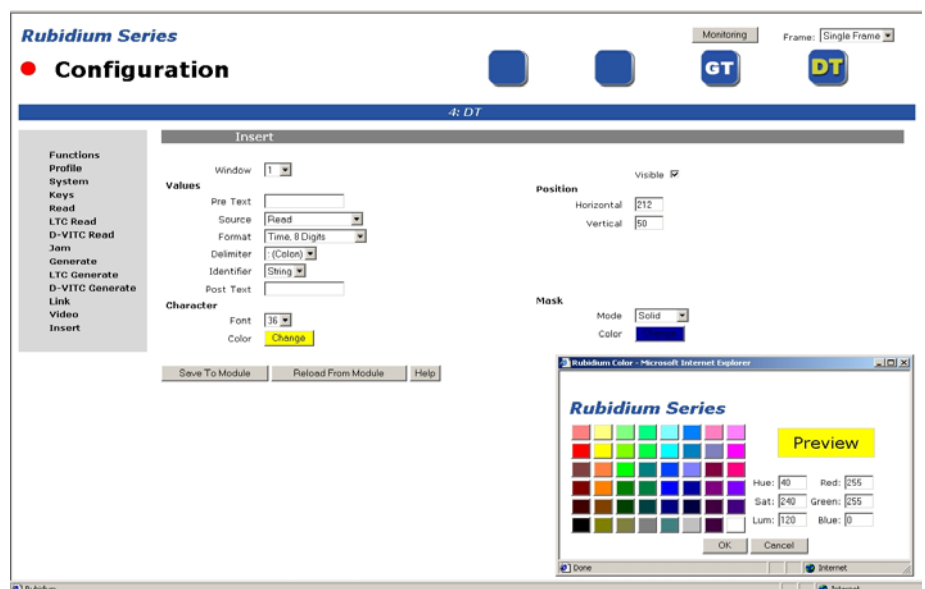 Rubidium Series
Monitoring
Frame: Single Frame
Configuration
GT
DT
4: DT
Insert
Functions
Profile
System
Keys
Read
LTC Read
D-VITC Read
Jam
Generate
LTC Generate
D-VITC Generate
Link
Video
Insert
Window 1
Visible
Values
Pre Text
Source Read
Format Time, 8 Digits
Delimiter : (Colon)
Identifier String
Post Text
Position
Horizontal 212
Vertical 50
Character
Font 36
Color Change
Mask
Mode Solid
Color
Save To Module
Reload From Module
Help
Rubidium Color - Microsoft Internet Explorer
Rubidium Series
Preview
Hue: 40 Red: 255
Sat: 240 Green: 255
Lum: 120 Blue: 0
OK
Cancel
Done
Internet